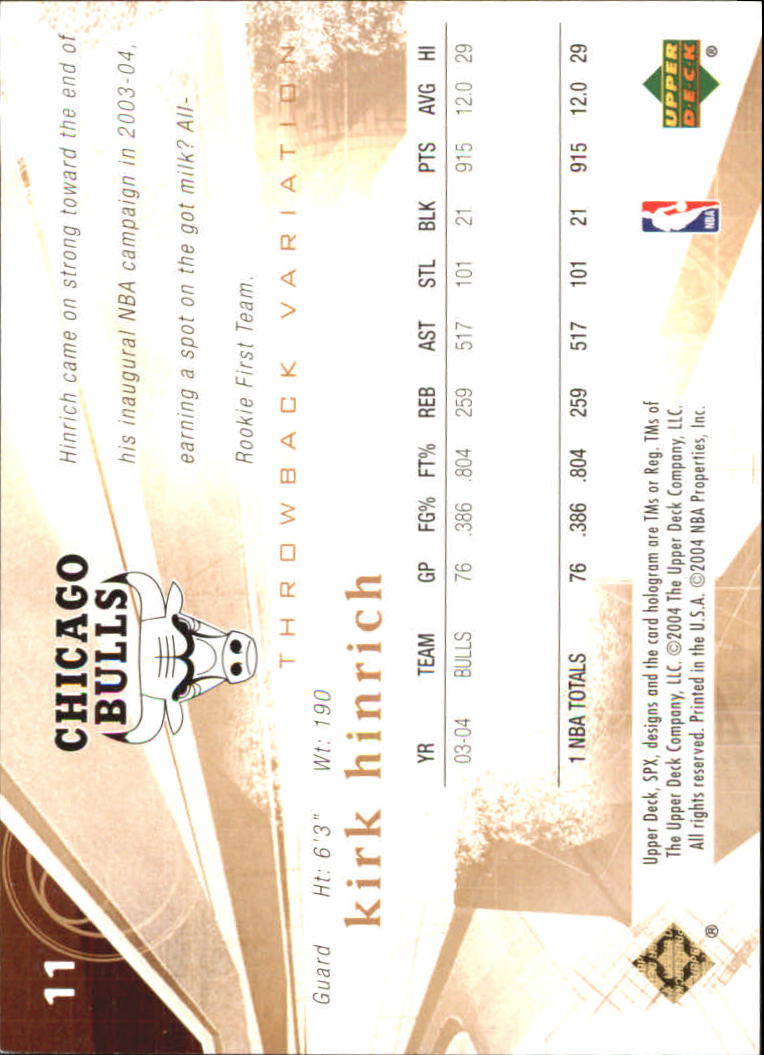 11
CHICAGO
BULLS
Hinrich came on strong toward the end of
his inaugural NBA campaign in 2003-04,
earning a spot on the got milk? All-
Rookie First Team.
THROWBACK VARIATION
Guard Ht: 6'3" Wt: 190
kirk hinrich
YR TEAM GP FG% FT% REB AST STL BLK PTS AVG HI
03-04 BULLS 76 .386 .804 259 517 101 21 915 12.0 29
1 NBA TOTALS 76 .386 .804 259 517 101 21 915 12.0 29
Upper Deck, SPX, designs and the card hologram are TMs or Reg. TMs of
The Upper Deck Company, LLC. ©2004 The Upper Deck Company, LLC.
All rights reserved. Printed in the U.S.A. ©2004 NBA Properties, Inc.
®
NBA
UPPER
D·E·C·K
®